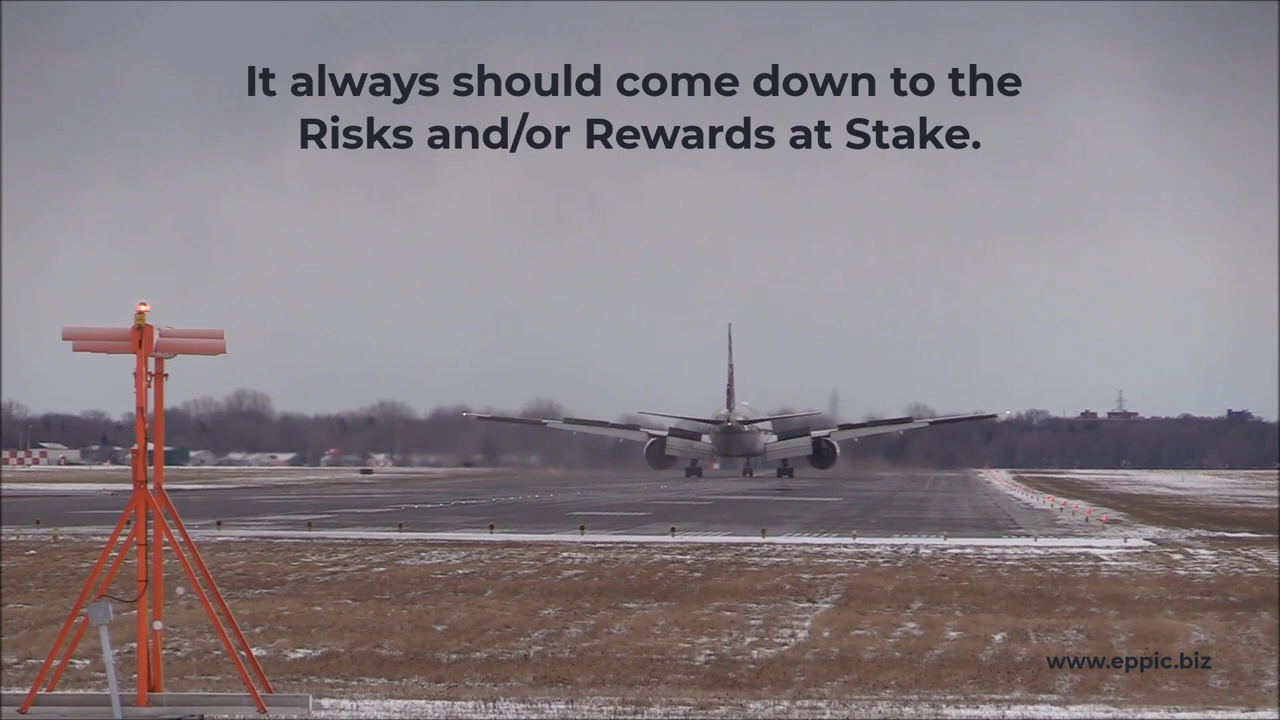 It always should come down to the
Risks and/or Rewards at Stake.
www.eppic.biz